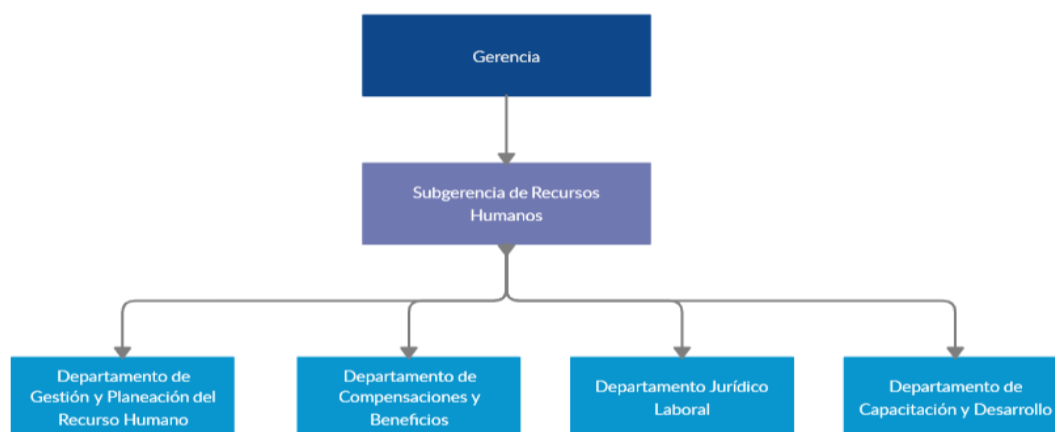 Gerencia
Subgerencia de Recursos
Humanos
Departamento de
Gestión y Planeación del
Recurso Humano
Departamento de
Compensaciones y
Beneficios
Departamento Jurídico
Laboral
Departamento de
Capacitación y Desarrollo